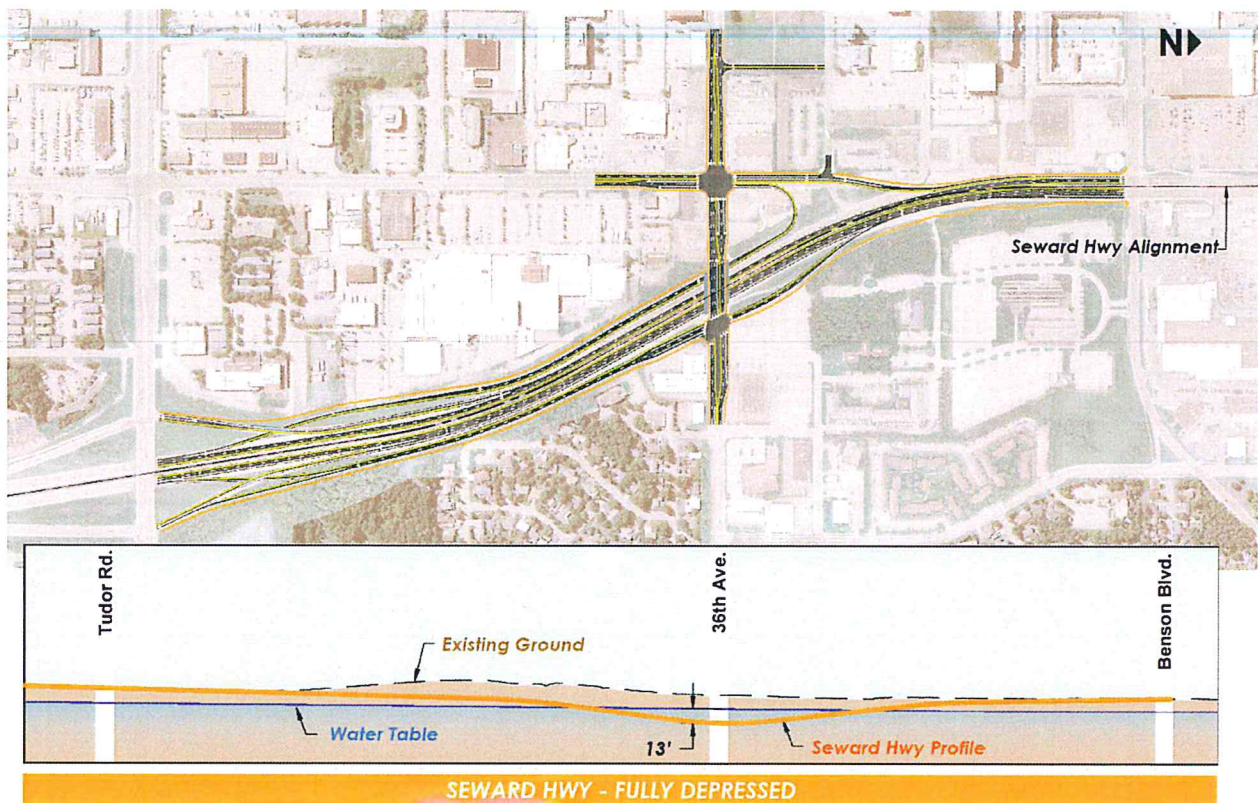 N
Seward Hwy Alignment
Tudor Rd.
36th Ave.
Benson Blvd.
Existing Ground
Water Table
13'
Seward Hwy Profile
SEWARD HWY - FULLY DEPRESSED